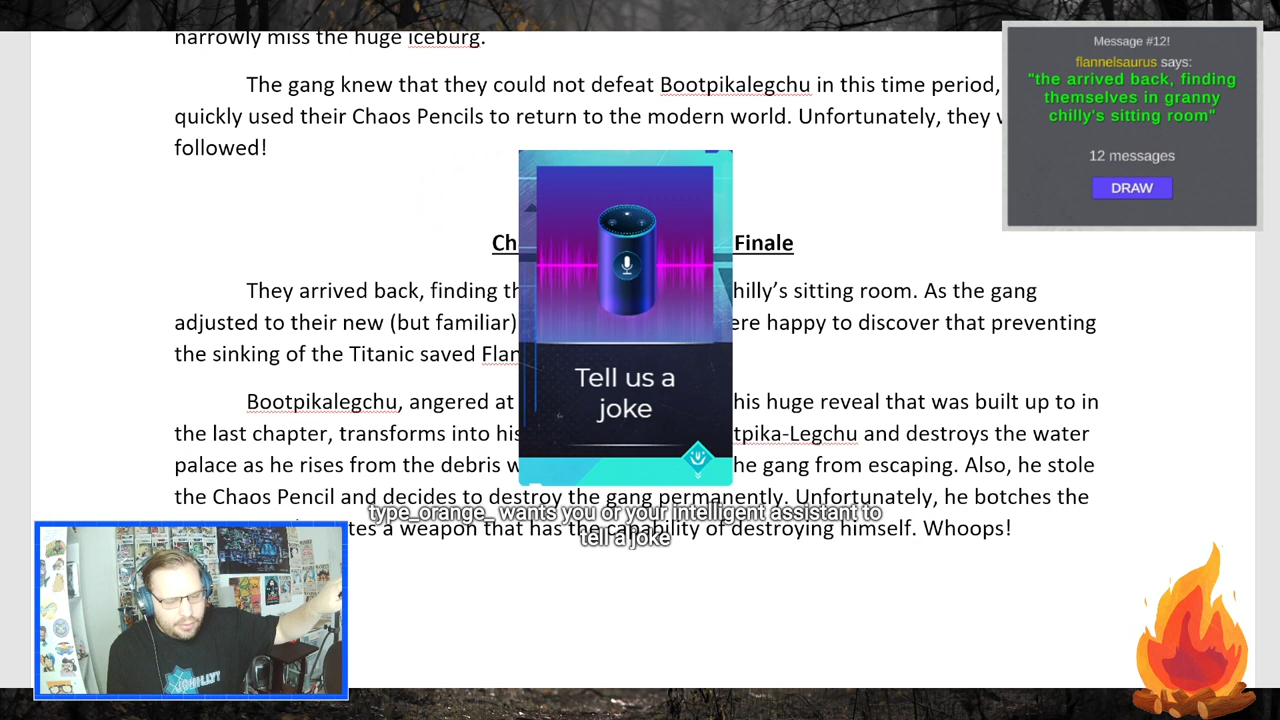 narrowly miss the huge iceburg.
The gang knew that they could not defeat Bootpikalegchu in this time period,
quickly used their Chaos Pencils to return to the modern world. Unfortunately, they
followed!
Message #12!
flannelsaurus says:
"the arrived back, finding
themselves in granny
chilly's sitting room"
12 messages
DRAW
Finale
They arrived back, finding hilly's sitting room. As the gang
adjusted to their new (but familiar) ere happy to discover that preventing
the sinking of the Titanic saved Flan
Bootpikalegchu, angered at his huge reveal that was built up to in
the last chapter, transforms into his tpika-Legchu and destroys the water
palace as he rises from the debris he gang from escaping. Also, he stole
the Chaos Pencil and decides to destroy the gang permanently. Unfortunately, he botches the
tes a weapon that has the capability of destroying himself. Whoops!
Tell us a
joke
type_orange_ wants you or your intelligent assistant to
tell a joke
CHILLY!